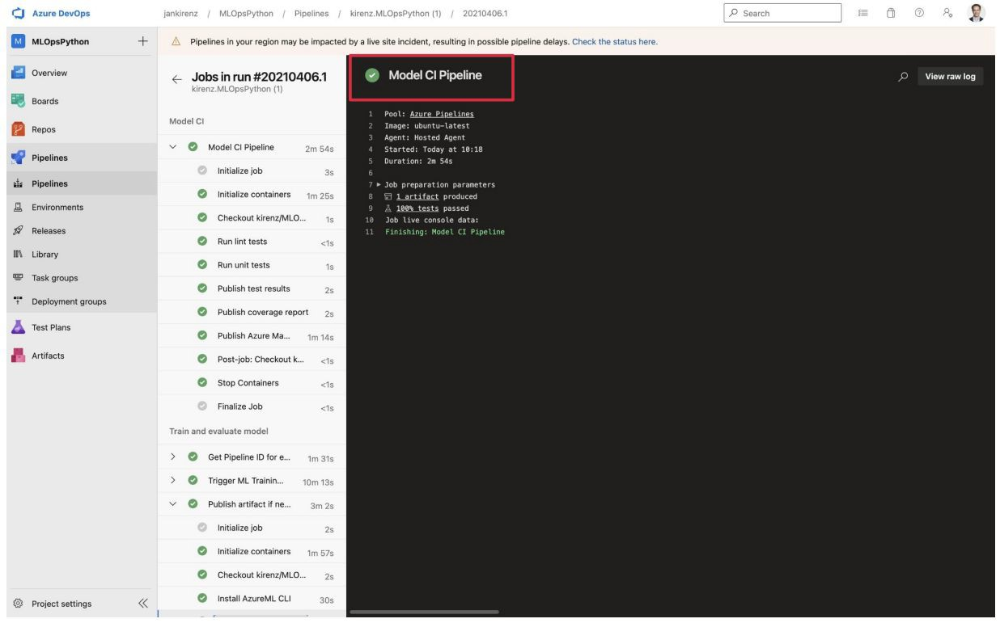 Azure DevOps
jankirenz / MLOpsPython / Pipelines / kirenz.MLOpsPython (1) / 20210406.1
Search
M MLOpsPython
Pipelines in your region may be impacted by a live site incident, resulting in possible pipeline delays. Check the status here.
Overview
Boards
Repos
Pipelines
Pipelines
Environments
Releases
Library
Task groups
Deployment groups
Test Plans
Artifacts
Project settings
Jobs in run #20210406.1
kirenz.MLOpsPython (1)
Model CI
Model CI Pipeline 2m 54s
Initialize job 3s
Initialize containers 1m 25s
Checkout kirenz/MLO... 1s
Run lint tests <1s
Run unit tests 1s
Publish test results 2s
Publish coverage report 2s
Publish Azure Ma... 1m 14s
Post-job: Checkout k... <1s
Stop Containers <1s
Finalize Job <1s
Train and evaluate model
Get Pipeline ID for e... 1m 31s
Trigger ML Trainin... 10m 13s
Publish artifact if ne... 3m 2s
Initialize job 2s
Initialize containers 1m 57s
Checkout kirenz/MLO... 2s
Install AzureML CLI 30s
Model CI Pipeline
View raw log
1 Pool: Azure Pipelines
2 Image: ubuntu-latest
3 Agent: Hosted Agent
4 Started: Today at 10:18
5 Duration: 2m 54s
6
7 Job preparation parameters
8 1 artifact produced
9 100% tests passed
10 Job live console data:
11 Finishing: Model CI Pipeline